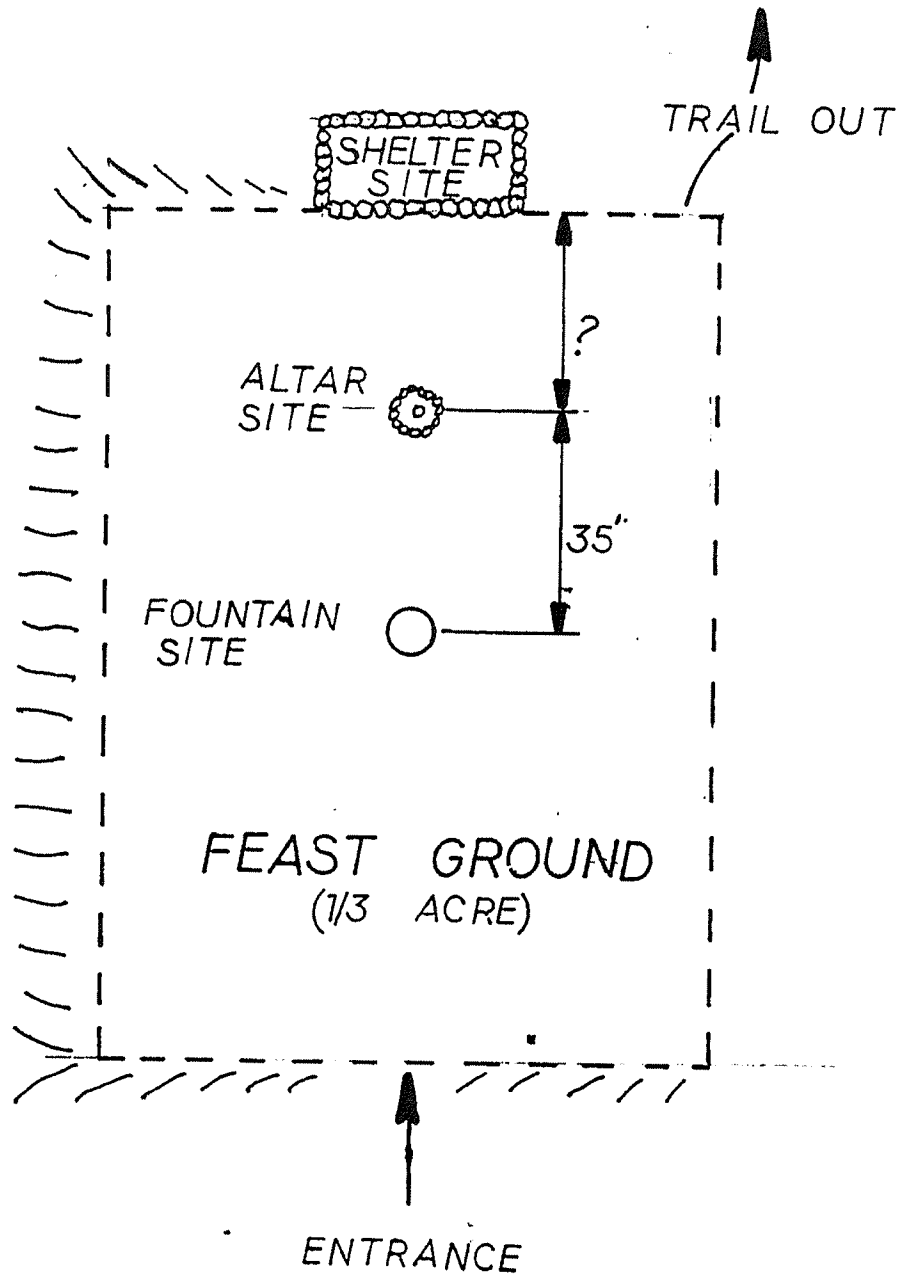 TRAIL OUT
SHELTER
SITE
?
ALTAR
SITE
35"
FOUNTAIN
SITE
FEAST GROUND
(1/3 ACRE)
ENTRANCE